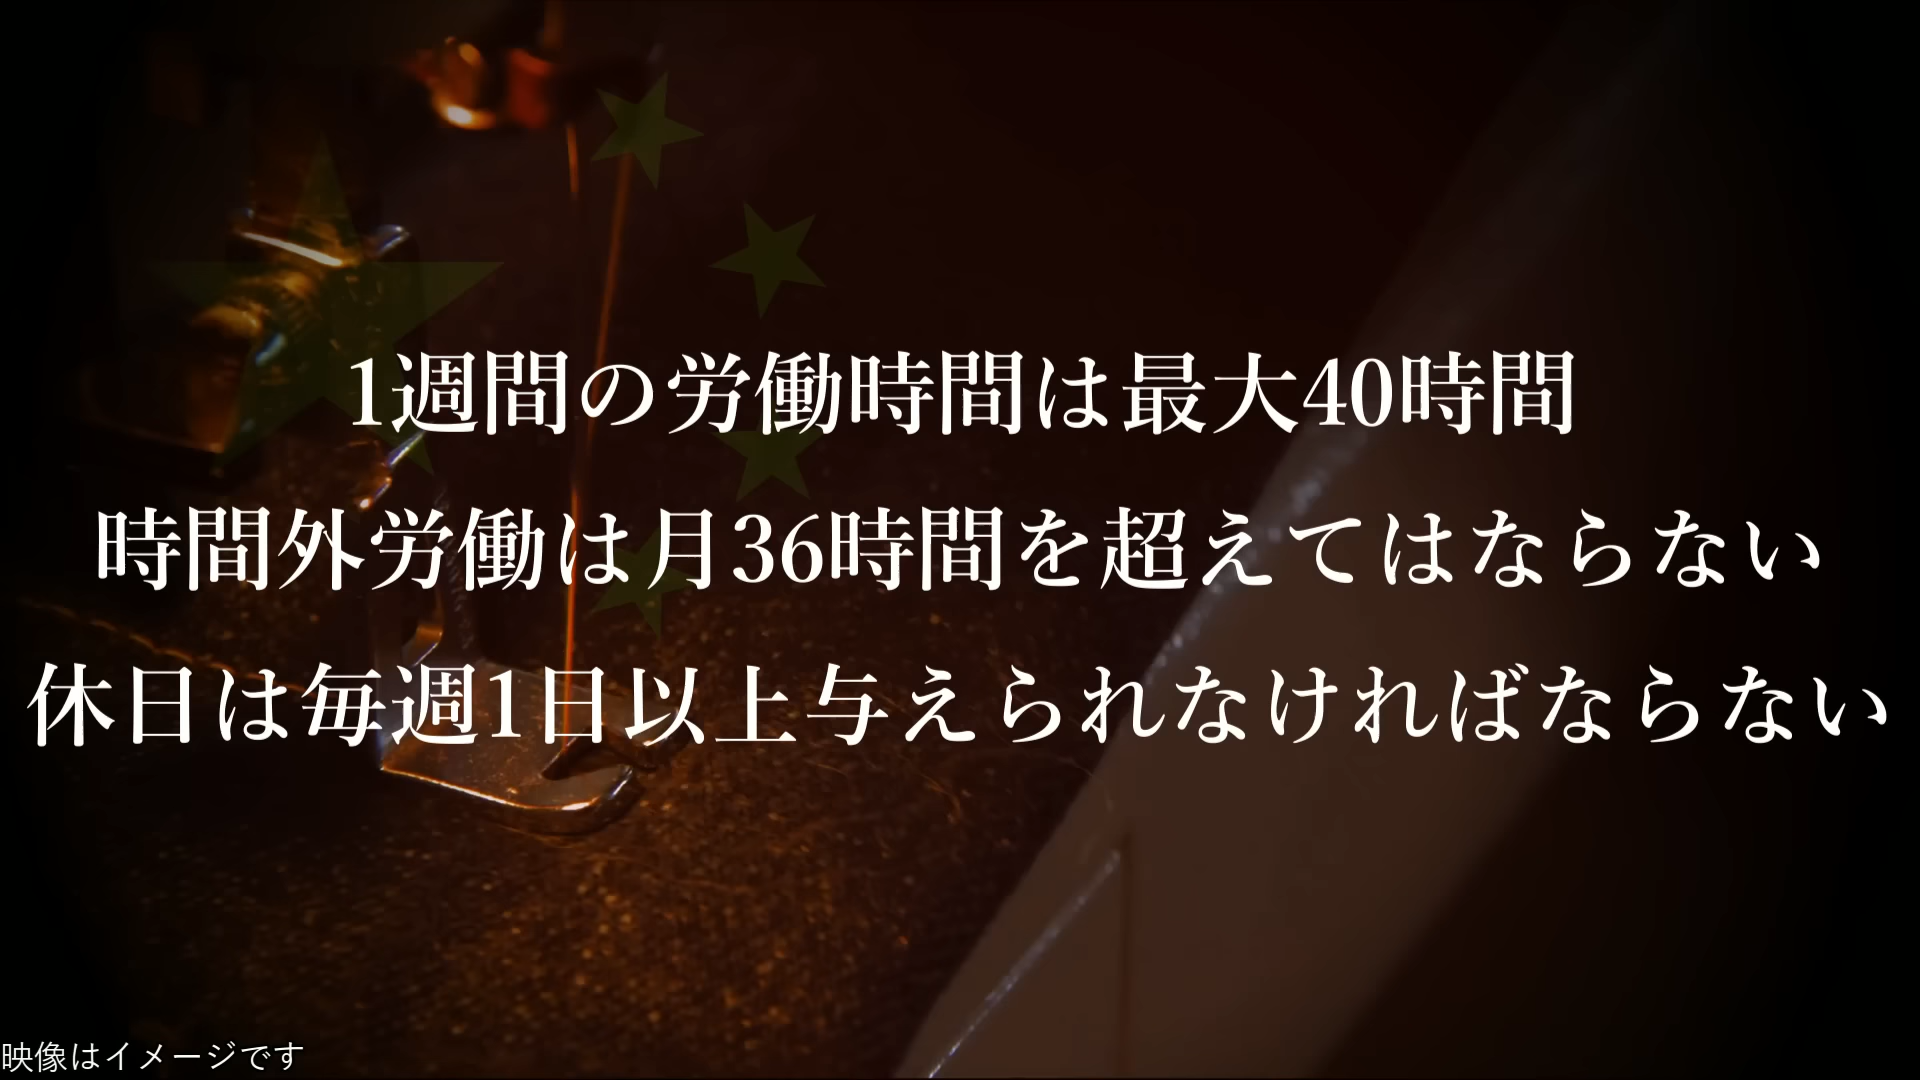 1週間の労働時間は最大40時間
時間外労働は月36時間を超えてはならない
休日は毎週1日以上与えられなければならない
映像はイメージです